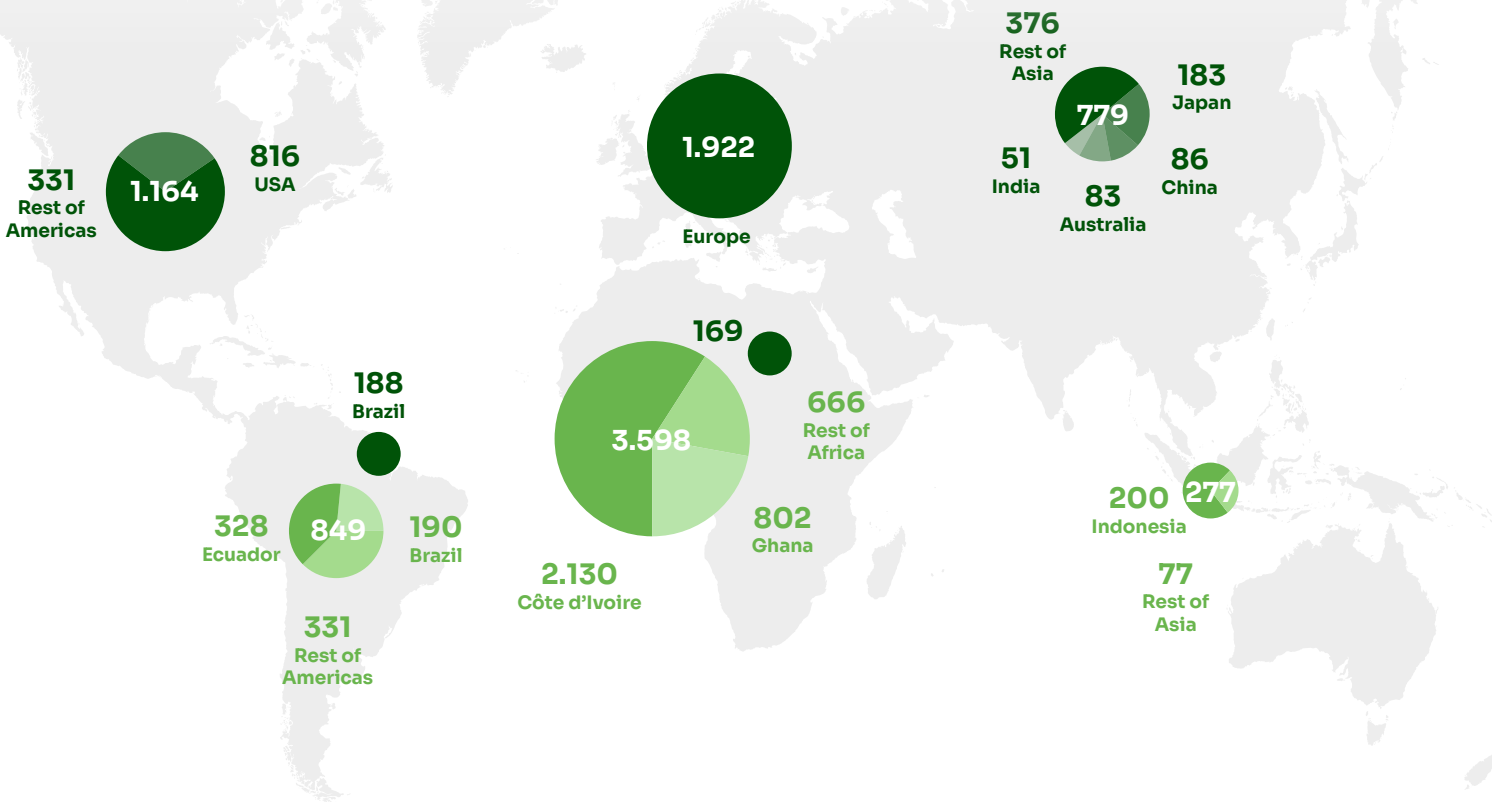 376
Rest of
Asia
183
Japan
779
1.922
816
USA
331
Rest of
Americas
1.164
51
India
86
China
83
Australia
Europe
169
188
Brazil
666
Rest of
Africa
3.598
200
Indonesia
277
328
Ecuador
849
190
Brazil
802
Ghana
2.130
Côte d’Ivoire
77
Rest of
Asia
331
Rest of
Americas